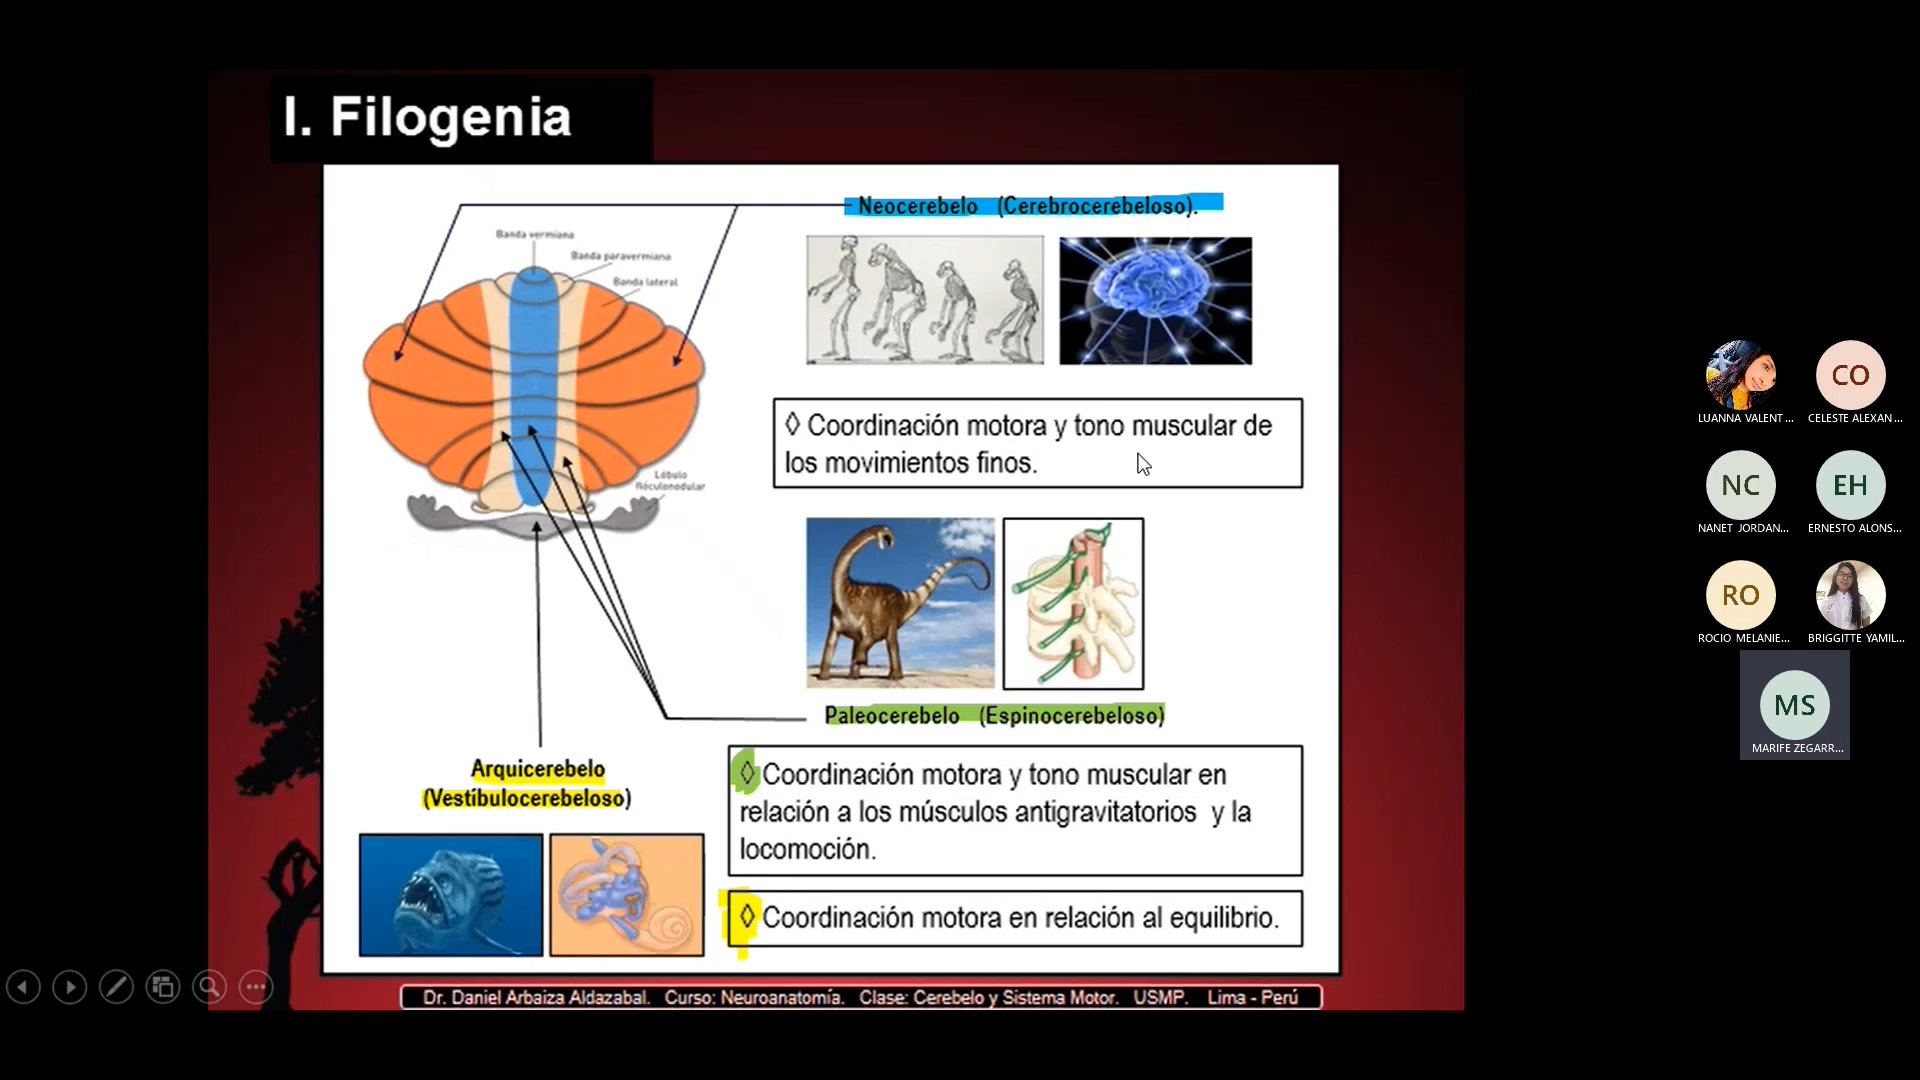 I. Filogenia
Neocerebelo (Cerebrocerebeloso).
Banda vermiana
Banda paravermiana
Banda lateral
◊ Coordinación motora y tono muscular de
los movimientos finos.
Lóbulo
flóculonodular
Paleocerebelo (Espinocerebeloso)
Arquicerebelo
(Vestíbulocerebeloso)
◊ Coordinación motora y tono muscular en
relación a los músculos antigravitatorios y la
locomoción.
◊ Coordinación motora en relación al equilibrio.
Dr. Daniel Arbaiza Aldazabal. Curso: Neuroanatomía. Clase: Cerebelo y Sistema Motor. USMP. Lima - Perú
LUANNA VALENT...
CO
CELESTE ALEXAN...
NC
NANET JORDAN...
EH
ERNESTO ALONS...
RO
ROCIO MELANIE...
BRIGGITTE YAMIL...
MS
MARIFE ZEGARR...